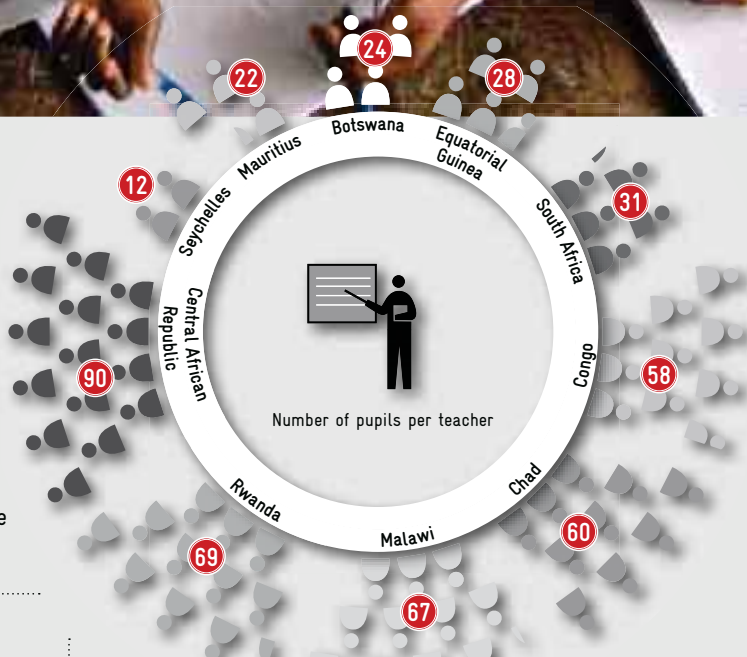 24
Botswana
28
Equatorial
Guinea
31
South Africa
58
Congo
60
Chad
67
Malawi
69
Rwanda
90
Central African
Republic
12
Seychelles
22
Mauritius
Number of pupils per teacher
e